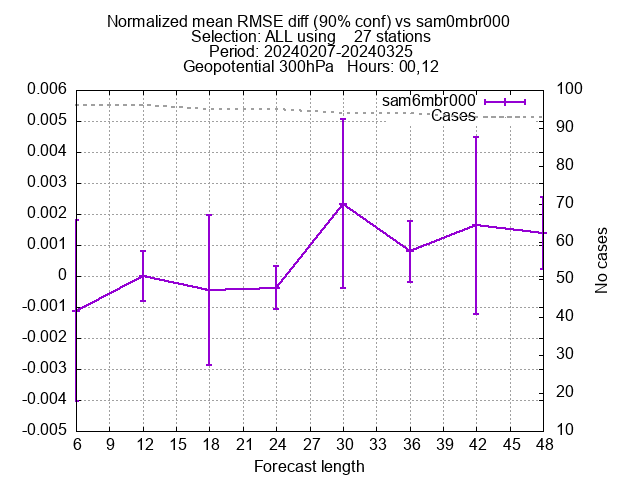 Normalized mean RMSE diff (90% conf) vs sam0mbr000
Selection: ALL using    27 stations
Period: 20240207-20240325
Geopotential 300hPa   Hours: 00,12
sam6mbr000
Cases
0.006
0.005
0.004
0.003
0.002
0.001
0
-0.001
-0.002
-0.003
-0.004
-0.005
100
90
80
70
60
50
40
30
20
10
No cases
6 9 12 15 18 21 24 27 30 33 36 39 42 45 48
Forecast length